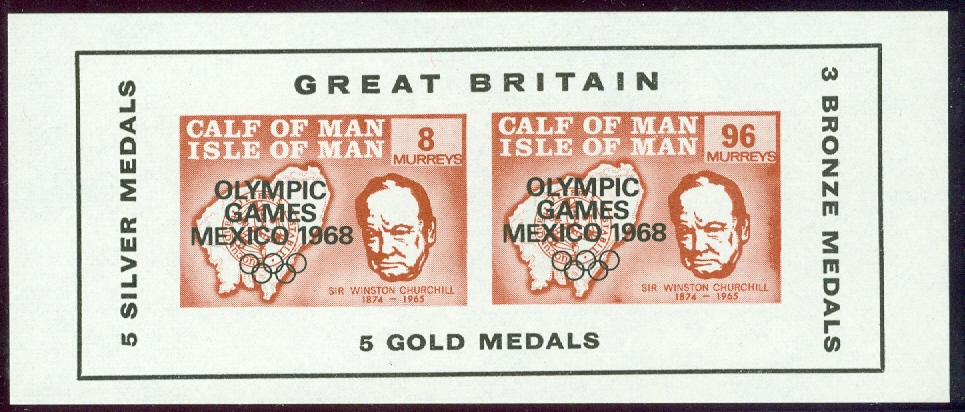 GREAT BRITAIN
5 SILVER MEDALS
CALF OF MAN
ISLE OF MAN
8
MURREYS
OLYMPIC
GAMES
MEXICO 1968
SIR WINSTON CHURCHILL
1874 - 1965
CALF OF MAN
ISLE OF MAN
96
MURREYS
OLYMPIC
GAMES
MEXICO 1968
SIR WINSTON CHURCHILL
1874 - 1965
3 BRONZE MEDALS
5 GOLD MEDALS